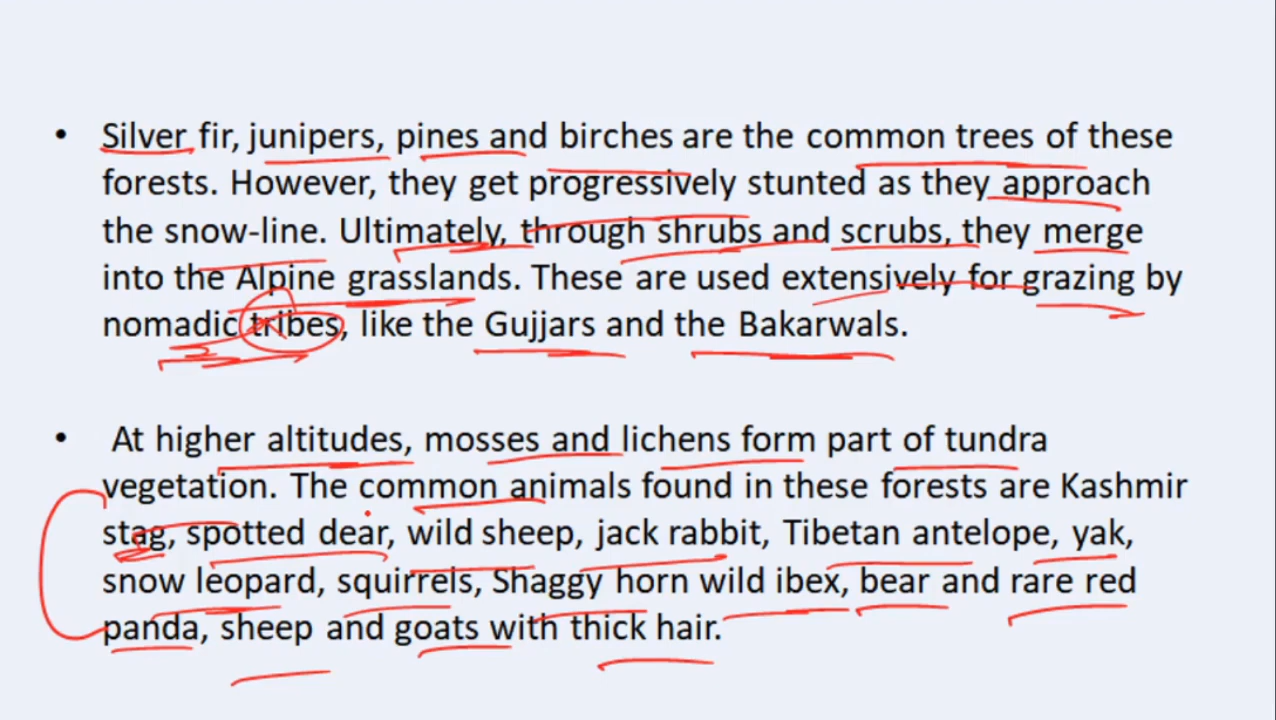 • Silver fir, junipers, pines and birches are the common trees of these
forests. However, they get progressively stunted as they approach
the snow-line. Ultimately, through shrubs and scrubs, they merge
into the Alpine grasslands. These are used extensively for grazing by
nomadic tribes, like the Gujjars and the Bakarwals.
• At higher altitudes, mosses and lichens form part of tundra
vegetation. The common animals found in these forests are Kashmir
stag, spotted dear, wild sheep, jack rabbit, Tibetan antelope, yak,
snow leopard, squirrels, Shaggy horn wild ibex, bear and rare red
panda, sheep and goats with thick hair.